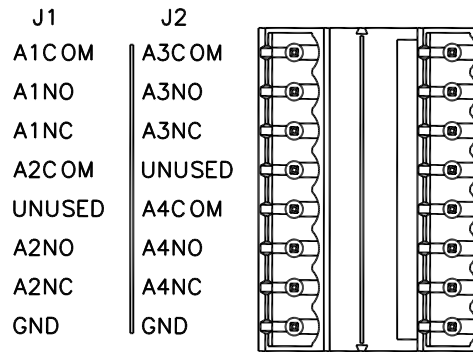 J1 J2
A1COM A3COM
A1NO A3NO
A1NC A3NC
A2COM UNUSED
UNUSED A4COM
A2NO A4NO
A2NC A4NC
GND GND